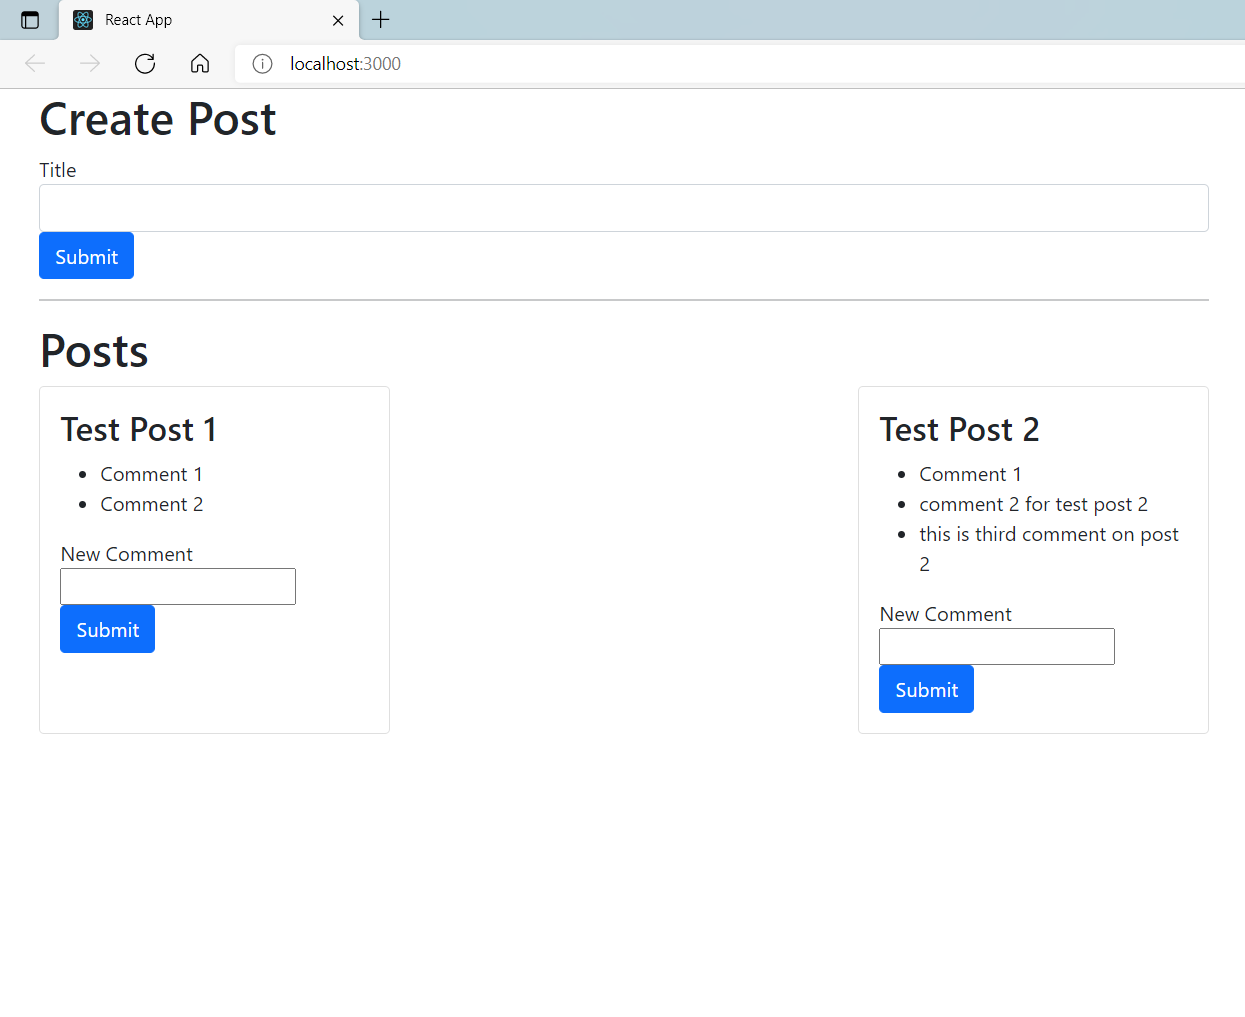 React App
localhost:3000
Create Post
Title
Submit
Posts
Test Post 1
Comment 1
Comment 2
New Comment
Submit
Test Post 2
Comment 1
comment 2 for test post 2
this is third comment on post
2
New Comment
Submit